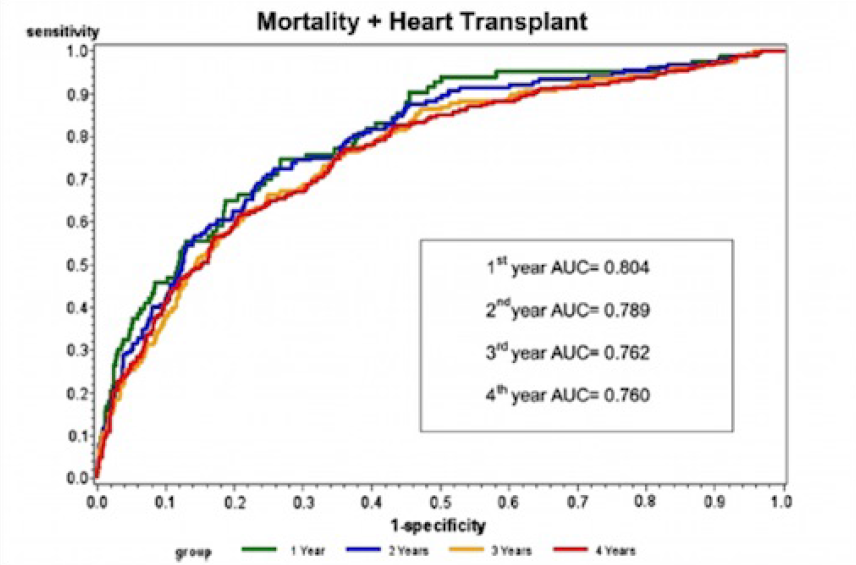 Mortality + Heart Transplant
sensitivity
1.0
0.9
0.8
0.7
0.6
0.5
0.4
0.3
0.2
0.1
0.0
1st year AUC= 0.804
2nd year AUC= 0.789
3rd year AUC= 0.762
4th year AUC= 0.760
0.0 0.1 0.2 0.3 0.4 0.5 0.6 0.7 0.8 0.9 1.0
1-specificity
group 1 Year 2 Years 3 Years 4 Years